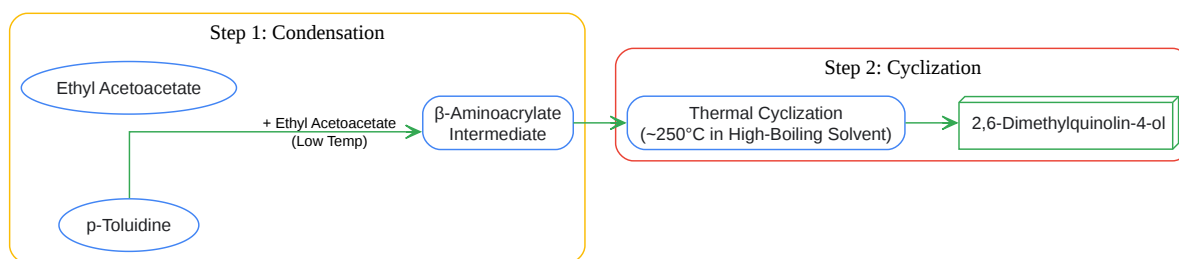 Step 1: Condensation
Ethyl Acetoacetate
+ Ethyl Acetoacetate
(Low Temp)
β-Aminoacrylate
Intermediate
p-Toluidine
Step 2: Cyclization
Thermal Cyclization
(~250°C in High-Boiling Solvent)
2,6-Dimethylquinolin-4-ol